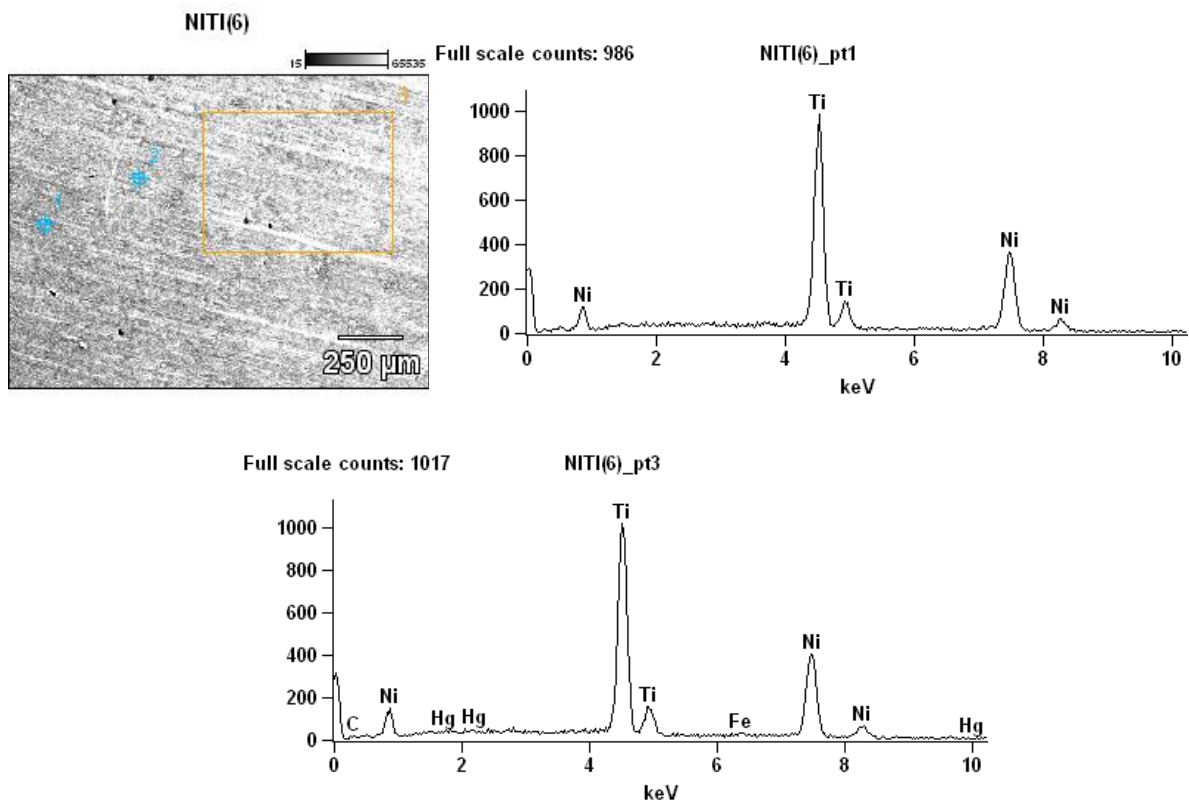 NITI(6)
15 65535
3
2
1
250 µm
Full scale counts: 986 NITI(6)_pt1
1000
800
600
400
200
0
Ti
Ni
Ni
Ti
Ni
0 2 4 6 8 10
keV
Full scale counts: 1017 NITI(6)_pt3
1000
800
600
400
200
0
Ti
Ni
Ni
Ti
Ni
C Hg Hg Fe Hg
0 2 4 6 8 10
keV